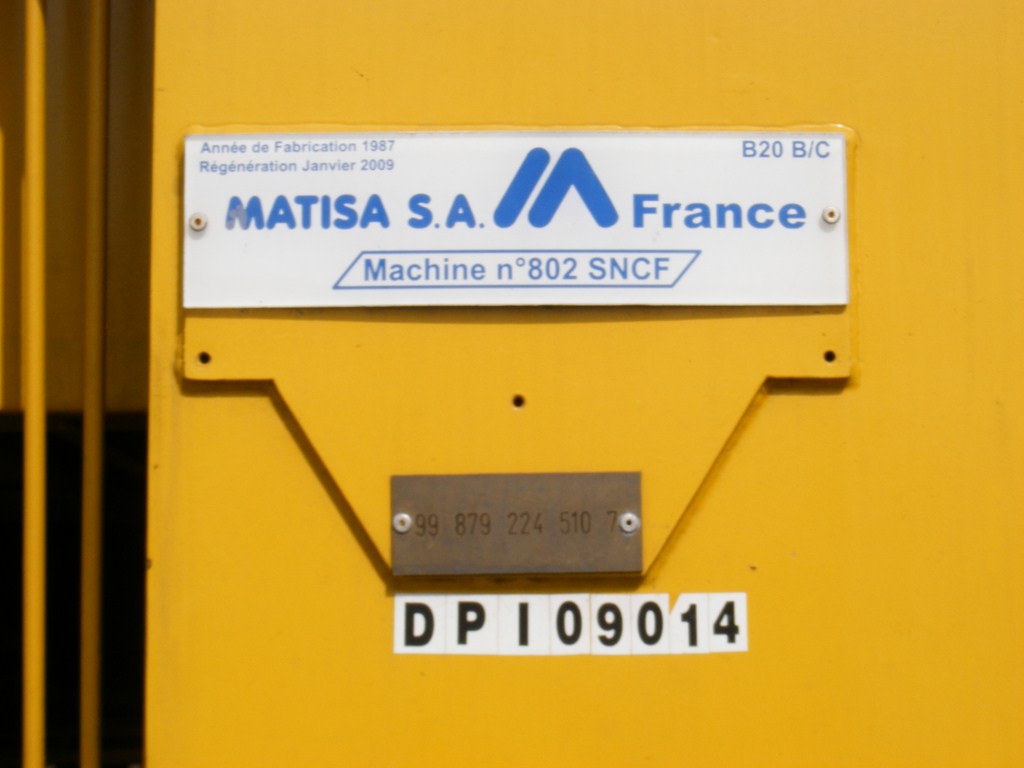 Année de Fabrication 1987
Régénération Janvier 2009
B20 B/C
MATISA S.A. France
Machine n°802 SNCF
99 879 224 510 7
DPI09014